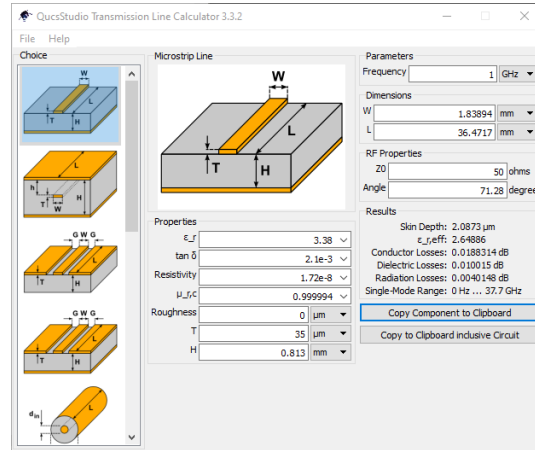 QucsStudio Transmission Line Calculator 3.3.2
File Help
Choice
W
L
T
H
L
h
H
T
W
G W G
L
T
H
G W G
L
T
H
L
d in
Microstrip Line
W
L
T
H
Properties
ε_r 3.38
tan δ 2.1e-3
Resistivity 1.72e-8
μ_r,c 0.999994
Roughness 0 μm
T 35 μm
H 0.813 mm
Parameters
Frequency 1 GHz
Dimensions
W 1.83894 mm
L 36.4717 mm
RF Properties
Z0 50 ohms
Angle 71.28 degree
Results
Skin Depth: 2.0873 μm
ε_r,eff: 2.64886
Conductor Losses: 0.0188314 dB
Dielectric Losses: 0.010015 dB
Radiation Losses: 0.0040148 dB
Single-Mode Range: 0 Hz ... 37.7 GHz
Copy Component to Clipboard
Copy to Clipboard inclusive Circuit